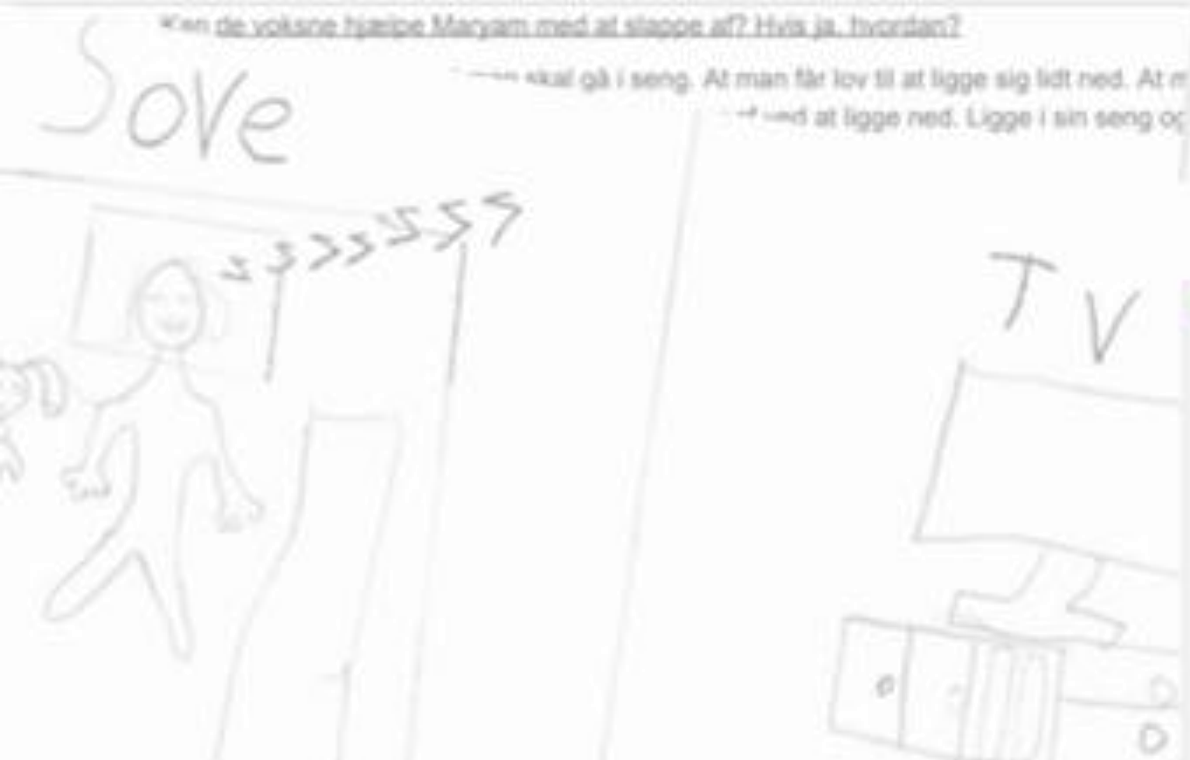 Kan de voksne hjælpe Maryam med at slappe af? Hvis ja, hvordan?
skal gå i seng. At man får lov til at ligge sig lidt ned. At
ved at ligge ned. Ligge i sin seng og
Sove
TV